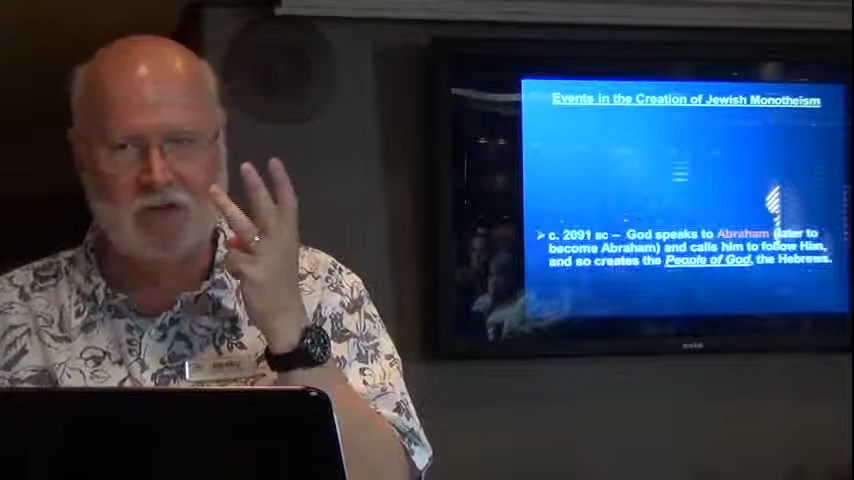 Events in the Creation of Jewish Monotheism
➢ c. 2091 BC – God speaks to Abraham (later to
become Abraham) and calls him to follow Him,
and so creates the People of God, the Hebrews.